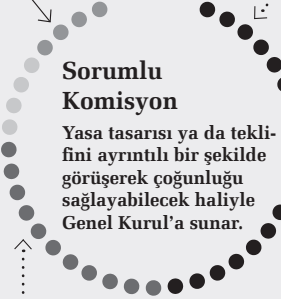 Sorumlu
Komisyon
Yasa tasarısı ya da tekli-
fini ayrıntılı bir şekilde
görüşerek çoğunluğu
sağlayabilecek haliyle
Genel Kurul'a sunar.